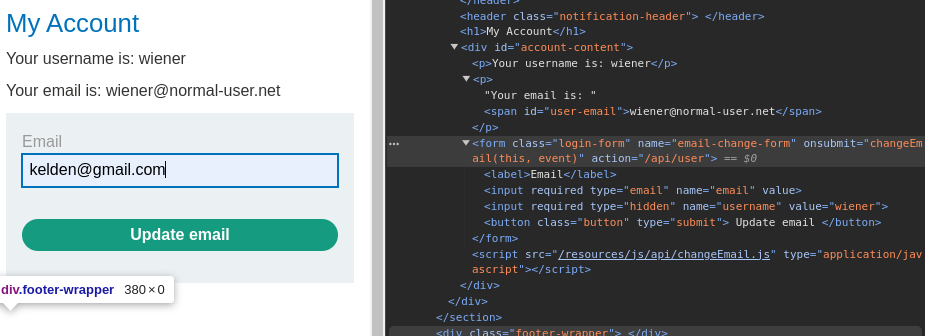 My Account
Your username is: wiener
Your email is: wiener@normal-user.net
Email
kelden@gmail.com
Update email
div.footer-wrapper 380×0
</header>
<header class="notification-header"> </header>
<h1>My Account</h1>
<div id="account-content">
<p>Your username is: wiener</p>
<p>
"Your email is: "
<span id="user-email">wiener@normal-user.net</span>
</p>
<form class="login-form" name="email-change-form" onsubmit="changeEm
ail(this, event)" action="/api/user"> == $0
<label>Email</label>
<input required type="email" name="email" value>
<input required type="hidden" name="username" value="wiener">
<button class="button" type="submit"> Update email </button>
</form>
<script src="/resources/js/api/changeEmail.js" type="application/jav
ascript"></script>
</div>
</div>
</section>
<div class="footer-wrapper"> </div>